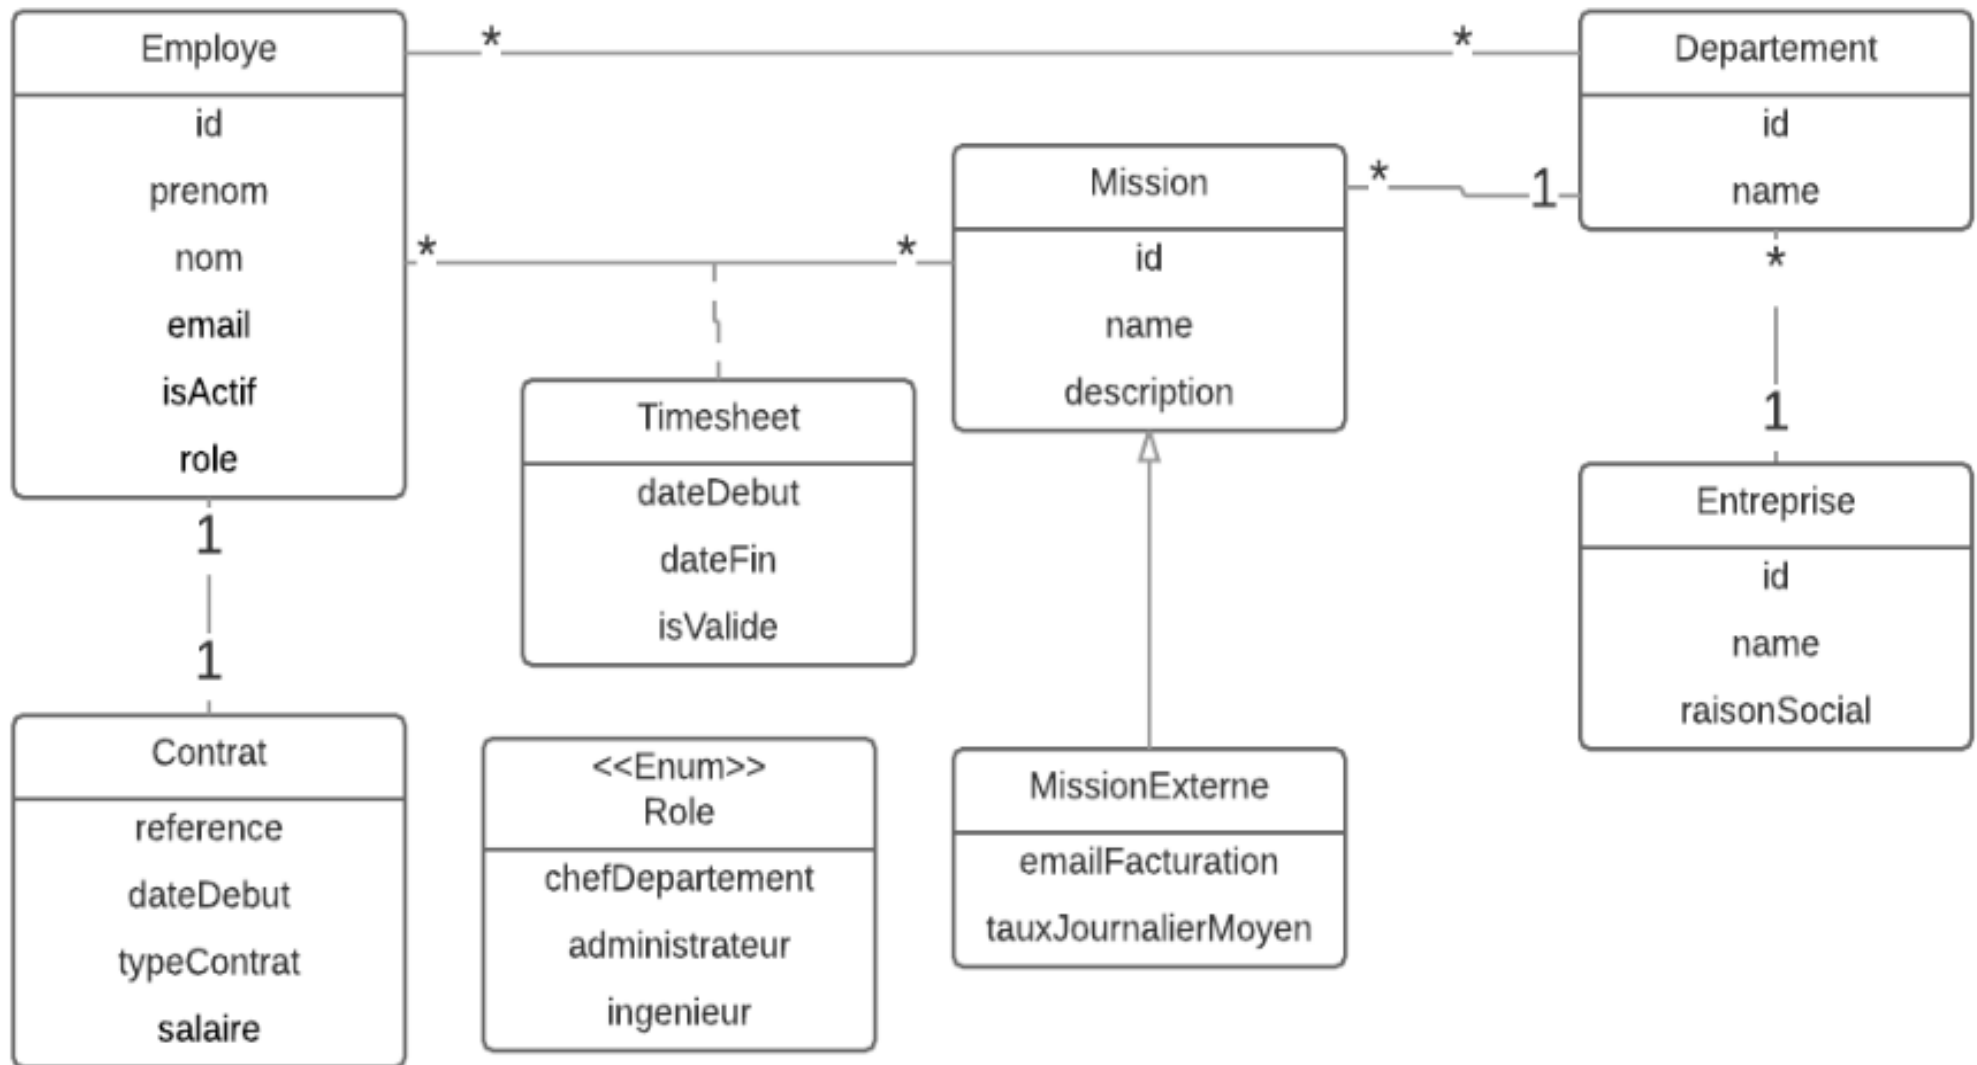 Employe
id
prenom
nom
email
isActif
role
*
*
Departement
id
name
*
1
Mission
id
name
description
*
*
Timesheet
dateDebut
dateFin
isValide
*
1
Entreprise
id
name
raisonSocial
1
1
Contrat
reference
dateDebut
typeContrat
salaire
<<Enum>>
Role
chefDepartement
administrateur
ingenieur
MissionExterne
emailFacturation
tauxJournalierMoyen